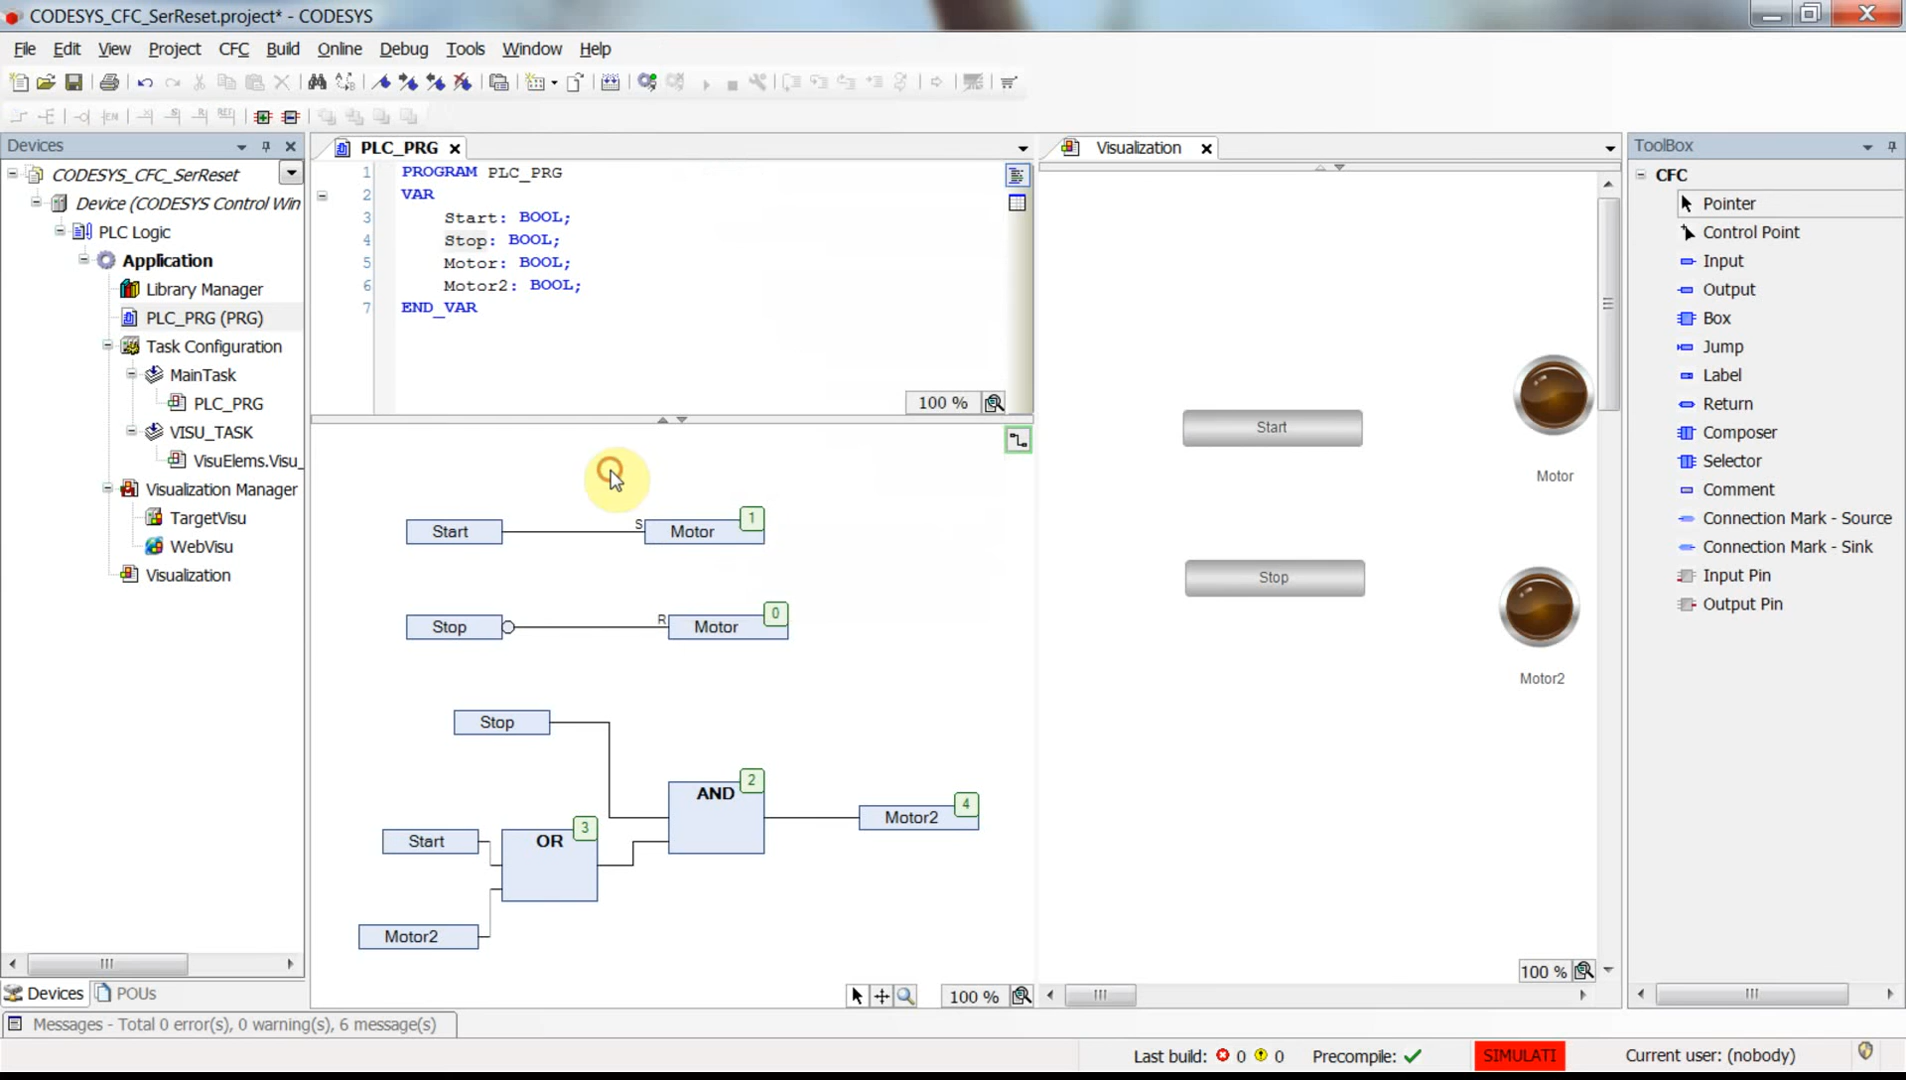 CODESYS_CFC_SerReset.project* - CODESYS
File Edit View Project CFC Build Online Debug Tools Window Help
Devices
CODESYS_CFC_SerReset
Device (CODESYS Control Win
PLC Logic
Application
Library Manager
PLC_PRG (PRG)
Task Configuration
MainTask
PLC_PRG
VISU_TASK
VisuElems.Visu_
Visualization Manager
TargetVisu
WebVisu
Visualization
Devices POUs
PLC_PRG
1 PROGRAM PLC_PRG
2 VAR
3 Start: BOOL;
4 Stop: BOOL;
5 Motor: BOOL;
6 Motor2: BOOL;
7 END_VAR
100 %
Start S Motor 1
Stop R Motor 0
Stop
AND 2
Motor2 4
Start
OR 3
Motor2
100 %
Visualization
Start
Motor
Stop
Motor2
100 %
ToolBox
CFC
Pointer
Control Point
Input
Output
Box
Jump
Label
Return
Composer
Selector
Comment
Connection Mark - Source
Connection Mark - Sink
Input Pin
Output Pin
Messages - Total 0 error(s), 0 warning(s), 6 message(s)
Last build: 0 0 Precompile: SIMULATI Current user: (nobody)